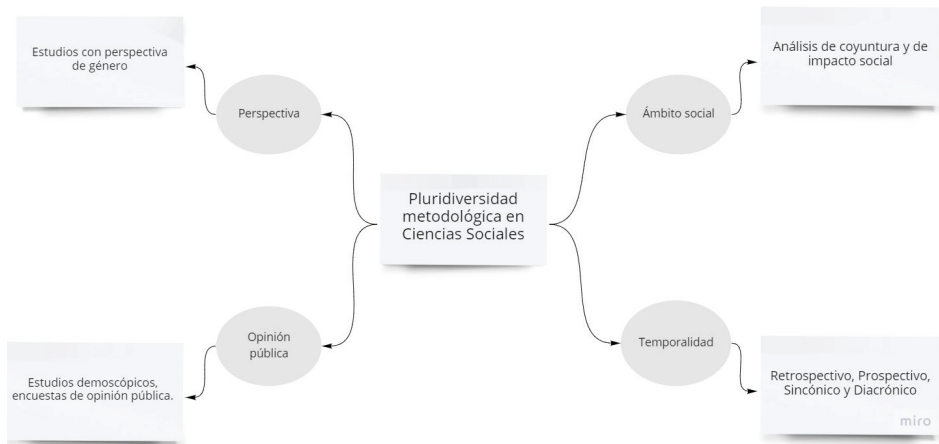 Estudios con perspectiva
de género
Perspectiva
Análisis de coyuntura y de
impacto social
Ámbito social
Pluridiversidad
metodológica en
Ciencias Sociales
Opinión
pública
Estudios demoscópicos,
encuestas de opinión pública.
Temporalidad
Retrospectivo, Prospectivo,
Sincónico y Diacrónico
miro